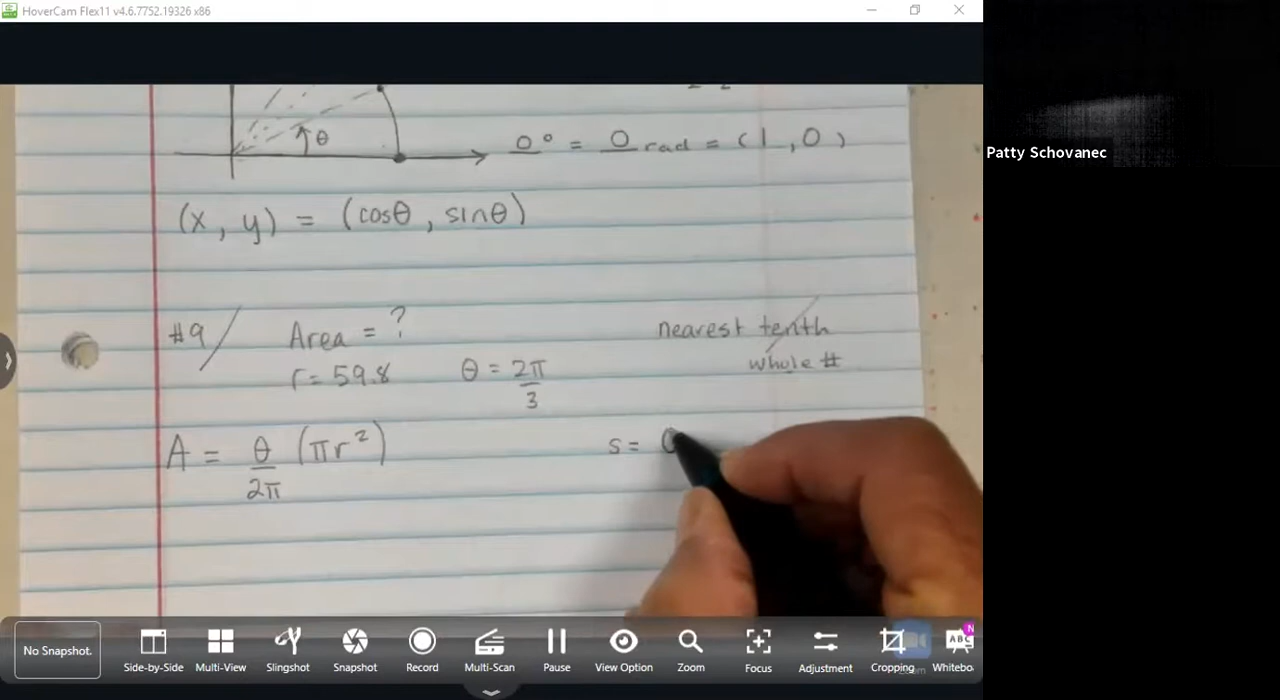 HoverCam Flex11 v4.6.7752.19326 x86
θ
0° = 0 rad = (1, 0)
(x, y) = (cosθ, sinθ)
#9 Area = ? nearest tenth
whole #
r = 59.8 θ = 2π/3
A = θ/2π (πr²) s =
Patty Schovanec
No Snapshot.
Side-by-Side Multi-View Slingshot Snapshot Record Multi-Scan Pause View Option Zoom Focus Adjustment Cropping Whiteboa
ABC
N